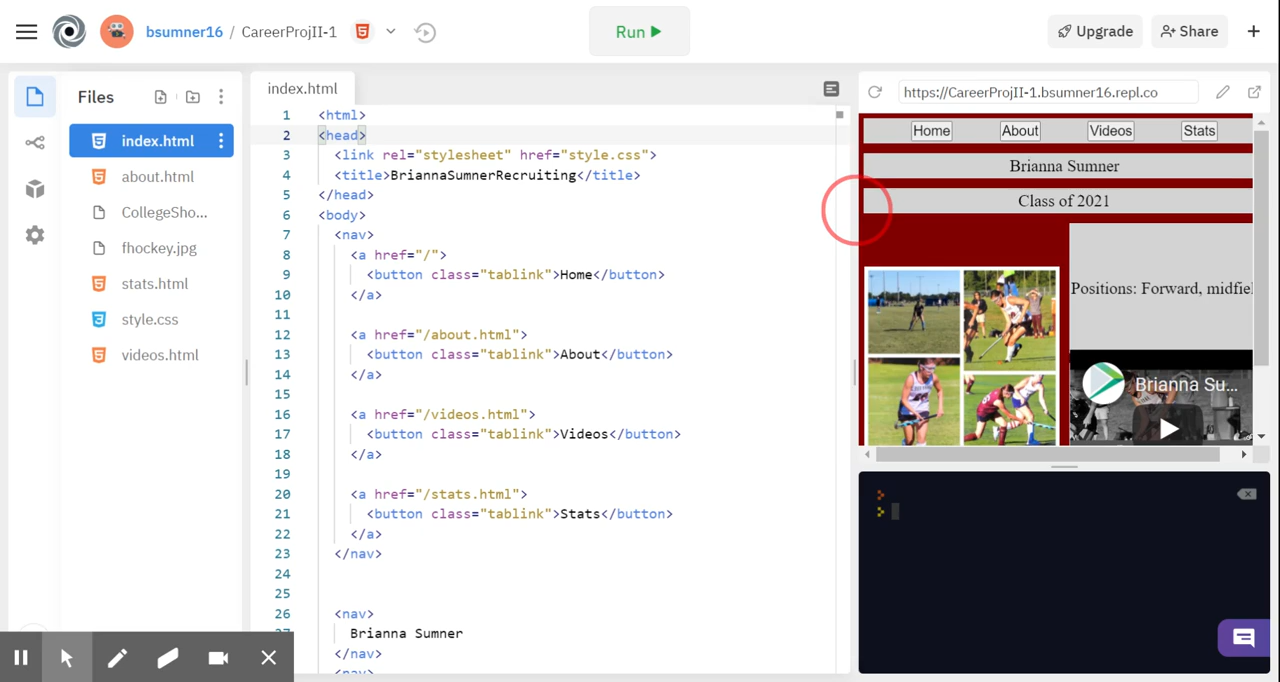 bsumner16 / CareerProjII-1
Run
Upgrade
Share
Files
index.html
about.html
CollegeSho...
fhockey.jpg
stats.html
style.css
videos.html
index.html
1 <html>
2 <head>
3 <link rel="stylesheet" href="style.css">
4 <title>BriannaSumnerRecruiting</title>
5 </head>
6 <body>
7 <nav>
8 <a href="/">
9 <button class="tablink">Home</button>
10 </a>
11
12 <a href="/about.html">
13 <button class="tablink">About</button>
14 </a>
15
16 <a href="/videos.html">
17 <button class="tablink">Videos</button>
18 </a>
19
20 <a href="/stats.html">
21 <button class="tablink">Stats</button>
22 </a>
23 </nav>
24
25
26 <nav>
Brianna Sumner
</nav>
<nav>
https://CareerProjII-1.bsumner16.repl.co
Home About Videos Stats
Brianna Sumner
Class of 2021
Positions: Forward, midfie
Brianna Su...